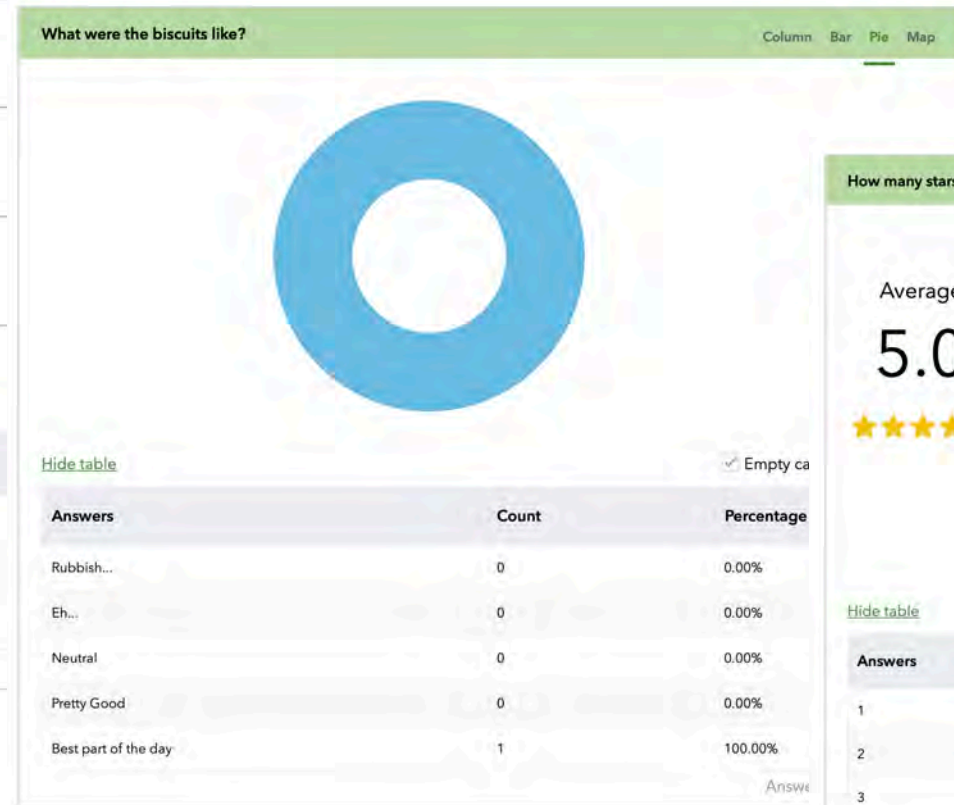 What were the biscuits like?
Column Bar Pie Map
How many stars
Average
5.0
Hide table
Empty ca
Answers Count Percentage
Rubbish... 0 0.00%
Eh... 0 0.00%
Neutral 0 0.00%
Pretty Good 0 0.00%
Best part of the day 1 100.00%
Answe
Hide table
Answers
1
2
3